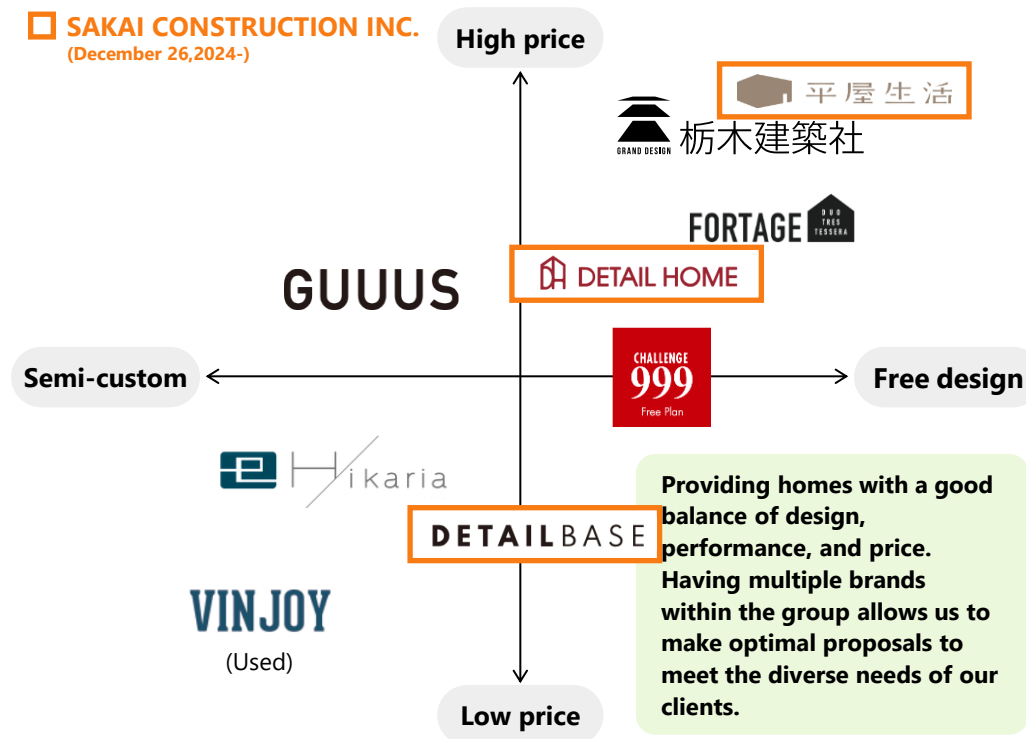 SAKAI CONSTRUCTION INC.
(December 26,2024-)
High price
平屋生活
GRAND DESIGN
栃木建築社
FORTAGE
DUO
TRES
TESSERA
DETAIL HOME
GUUUS
CHALLENGE
999
Free Plan
Semi-custom
Free design
e Hikaria
DETAILBASE
Providing homes with a good
balance of design,
performance, and price.
Having multiple brands
within the group allows us to
make optimal proposals to
meet the diverse needs of our
clients.
VINJOY
(Used)
Low price